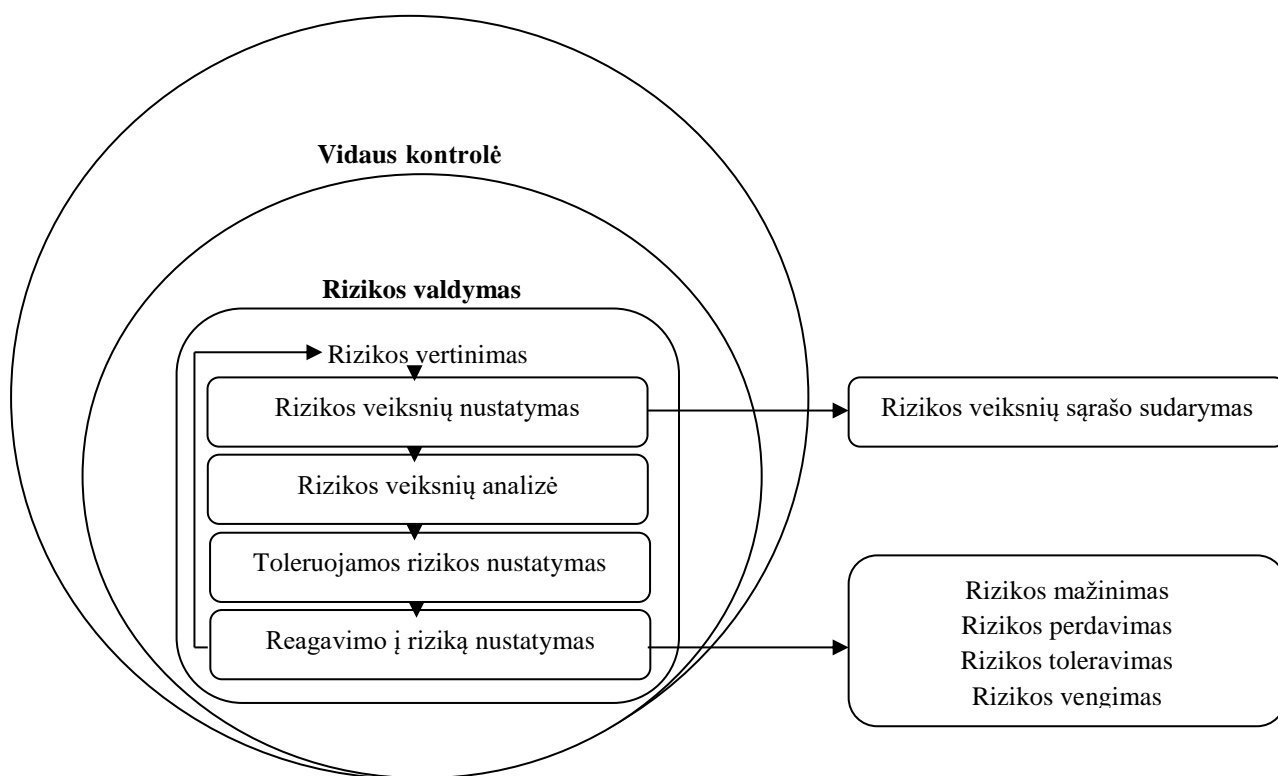 Vidaus kontrolė
Rizikos valdymas
Rizikos vertinimas
Rizikos veiksnių nustatymas
Rizikos veiksnių sąrašo sudarymas
Rizikos veiksnių analizė
Toleruojamos rizikos nustatymas
Reagavimo į riziką nustatymas
Rizikos mažinimas
Rizikos perdavimas
Rizikos toleravimas
Rizikos vengimas